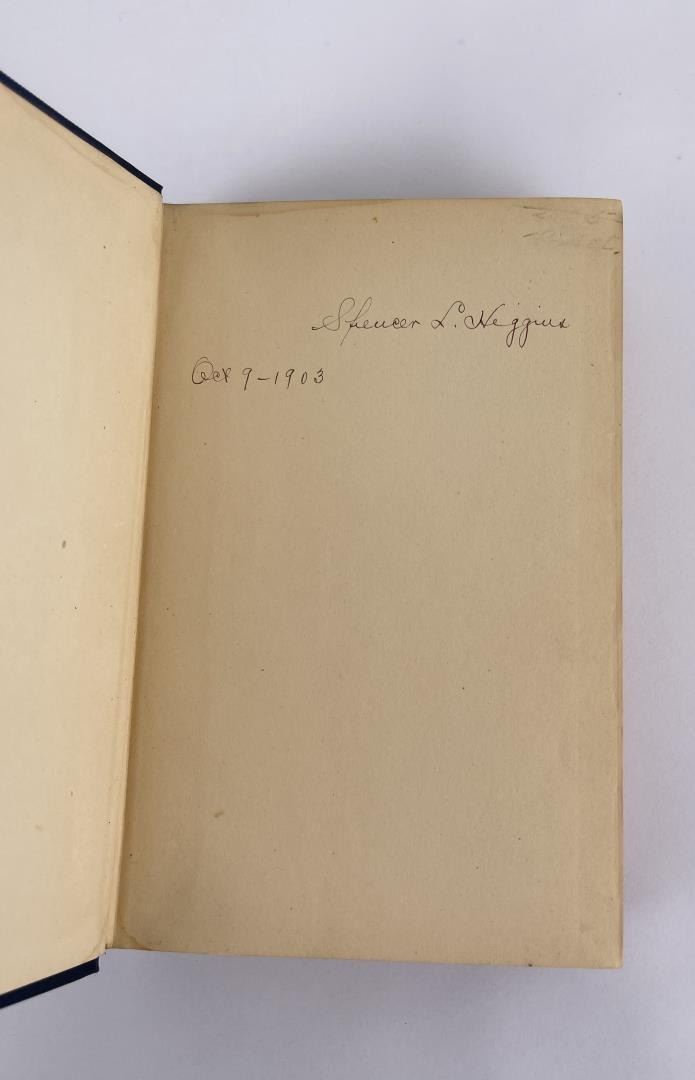 Spencer L. Higgins
Oct 9-1903